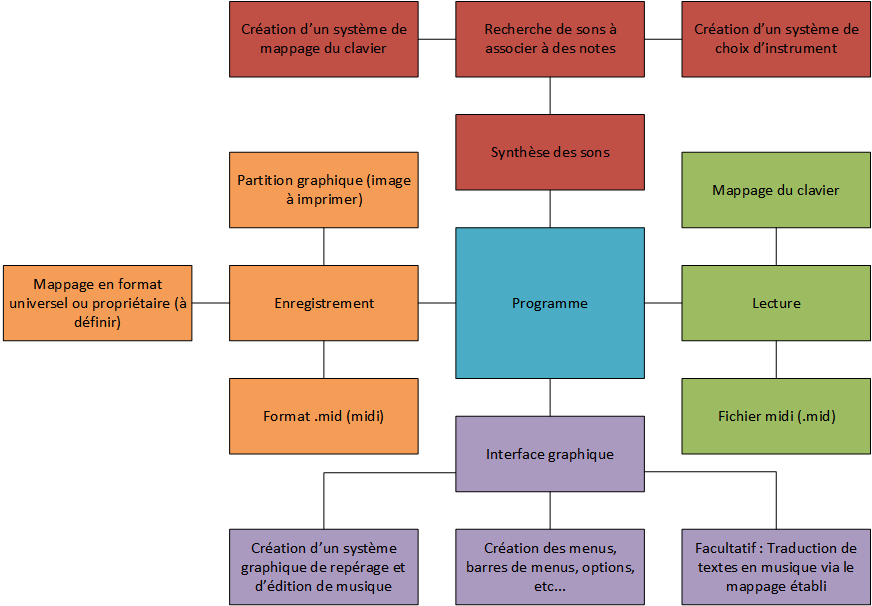 Création d’un système de
mappage du clavier
Recherche de sons à
associer à des notes
Création d’un système de
choix d’instrument
Synthèse des sons
Partition graphique (image
à imprimer)
Mappage du clavier
Mappage en format
universel ou propriétaire (à
définir)
Enregistrement
Programme
Lecture
Format .mid (midi)
Fichier midi (.mid)
Interface graphique
Création d’un système
graphique de repérage et
d’édition de musique
Création des menus,
barres de menus, options,
etc...
Facultatif : Traduction de
textes en musique via le
mappage établi